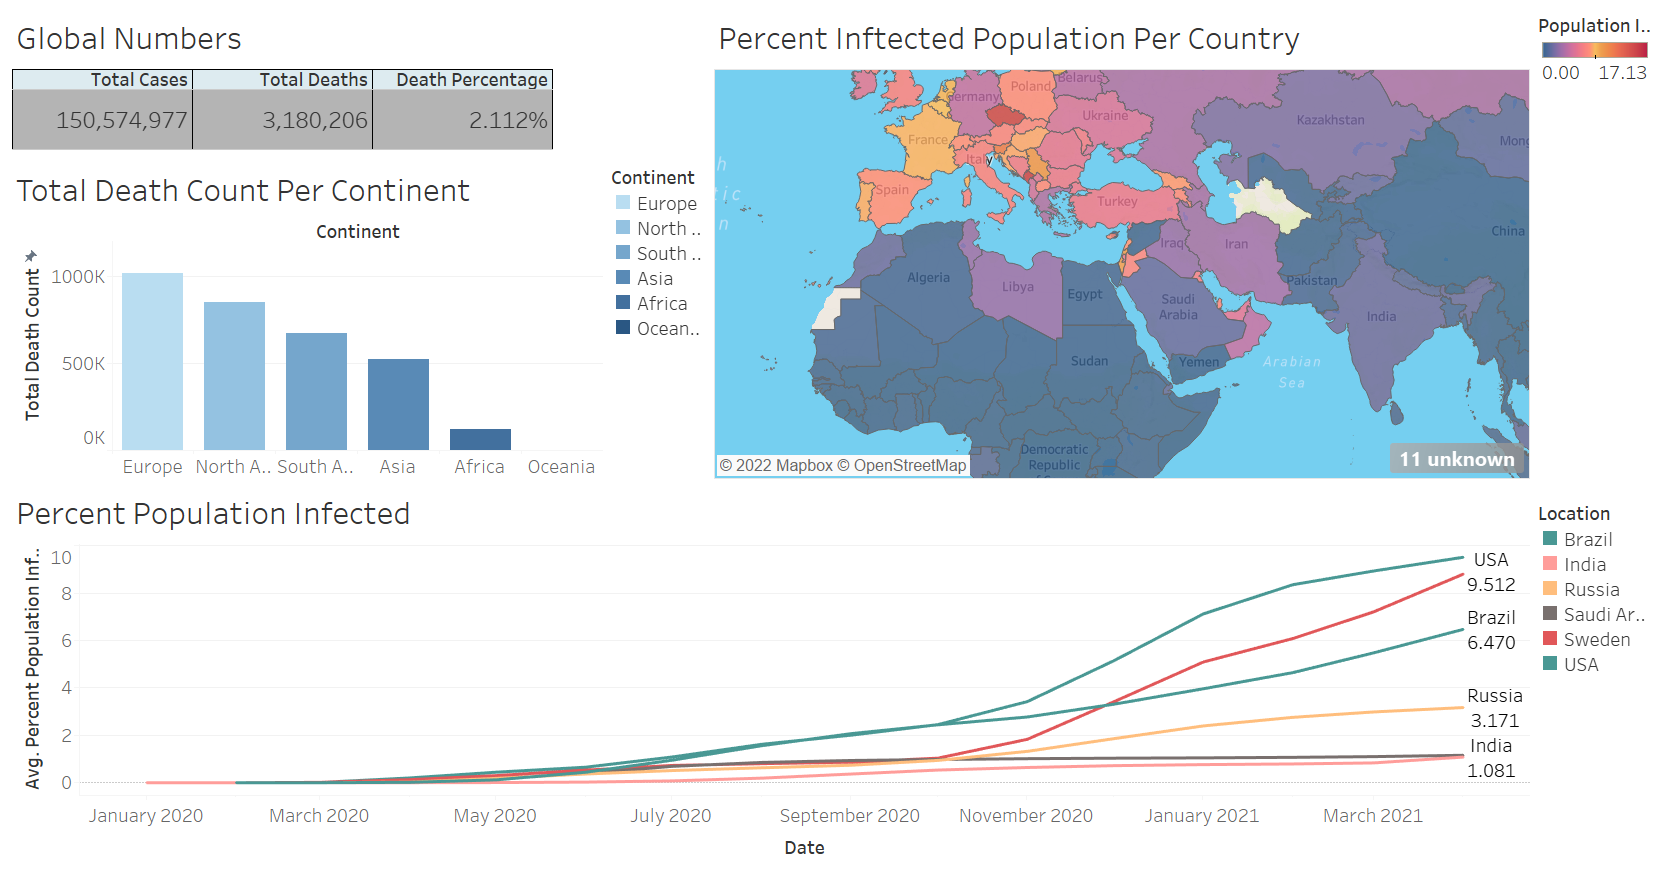 Global Numbers
Total Cases Total Deaths Death Percentage
150,574,977 3,180,206 2.112%
Total Death Count Per Continent
Continent
Total Death Count
1000K
500K
0K
Europe North A.. South A.. Asia Africa Oceania
Continent
Europe
North ..
South ..
Asia
Africa
Ocean..
Percent Inftected Population Per Country
Belarus
Poland
Germany
Ukraine
Kazakhstan
Mong
France
Italy
Spain
Turkey
China
Iraq
Iran
Algeria
Libya
Egypt
Pakistan
Saudi
Arabia
India
Sudan
Yemen
Arabian
Sea
Democratic
Republic
11 unknown
© 2022 Mapbox © OpenStreetMap
Population I..
0.00 17.13
Percent Population Infected
Avg. Percent Population Inf..
10
8
6
4
2
0
USA
9.512
Brazil
6.470
Russia
3.171
India
1.081
January 2020 March 2020 May 2020 July 2020 September 2020 November 2020 January 2021 March 2021
Date
Location
Brazil
India
Russia
Saudi Ar..
Sweden
USA